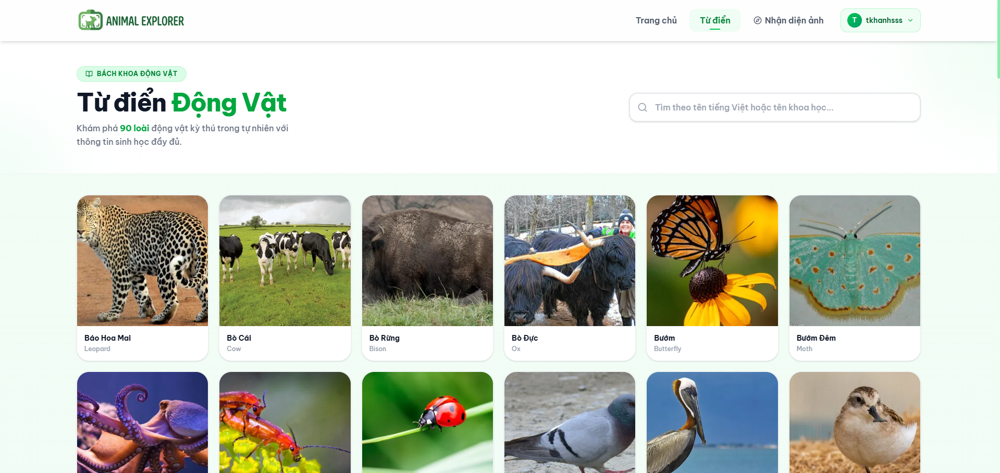 ANIMAL EXPLORER
Trang chủ
Từ điển
Nhận diện ảnh
T
tkhanhsss
BÁCH KHOA ĐỘNG VẬT
Từ điển Động Vật
Khám phá 90 loài động vật kỳ thú trong tự nhiên với
thông tin sinh học đầy đủ.
Tìm theo tên tiếng Việt hoặc tên khoa học...
Báo Hoa Mai
Leopard
Bò Cái
Cow
Bò Rừng
Bison
Bò Đực
Ox
Bướm
Butterfly
Bướm Đêm
Moth